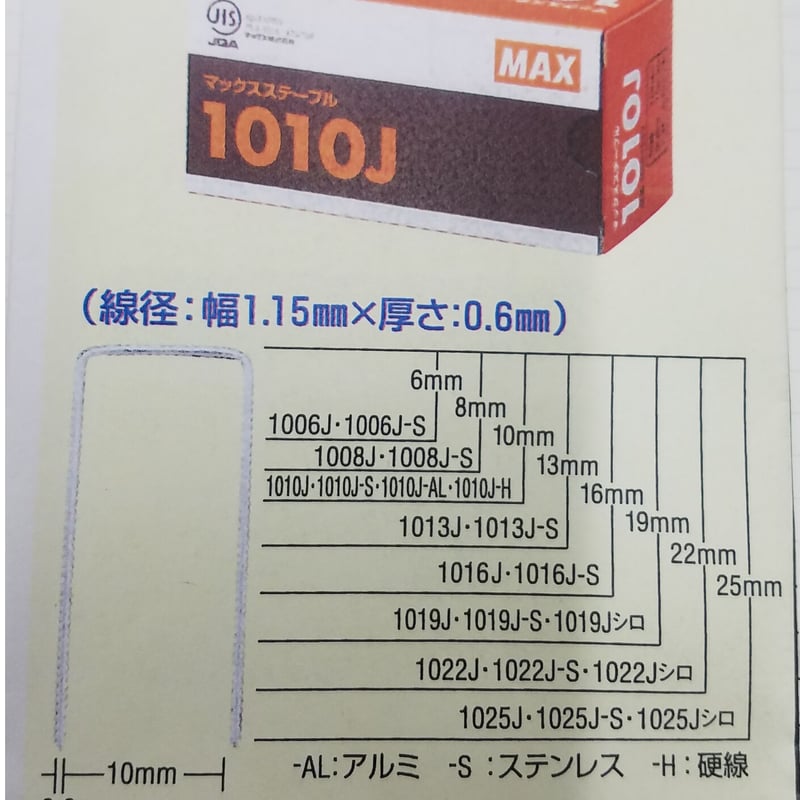 JIS
JQA
MAX
マックスステープル
1010J
1010J
(線径:幅1.15㎜×厚さ:0.6㎜)
6mm
1006J・1006J-S
8mm
1008J・1008J-S
10mm
1010J・1010J-S・1010J-AL・1010J-H
13mm
1013J・1013J-S
16mm
1016J・1016J-S
19mm
1019J・1019J-S・1019Jシロ
22mm
1022J・1022J-S・1022Jシロ
25mm
1025J・1025J-S・1025Jシロ
10mm
-AL:アルミ -S:ステンレス -H:硬線